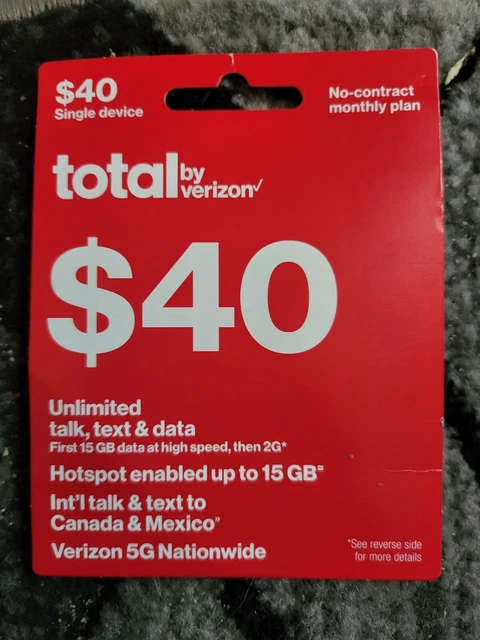 $40
Single device
No-contract
monthly plan
total by verizon✓
$40
Unlimited
talk, text & data
First 15 GB data at high speed, then 2G*
Hotspot enabled up to 15 GB‡
Int'l talk & text to
Canada & Mexico"
Verizon 5G Nationwide
*See reverse side
for more details